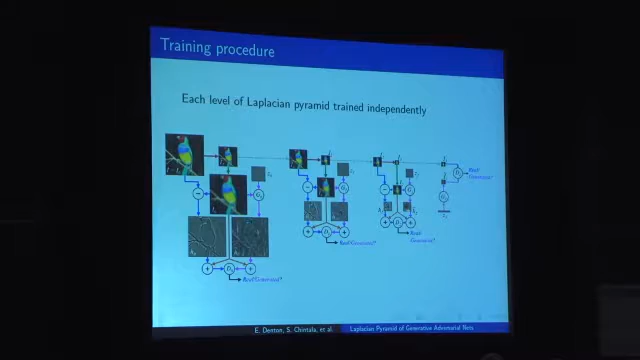 Training procedure
Each level of Laplacian pyramid trained independently
Real/Generated?
Real/Generated?
Real/
Generated?
Real/
Generated?
E. Denton, S. Chintala, et al.
Laplacian Pyramid of Generative Adversarial Nets